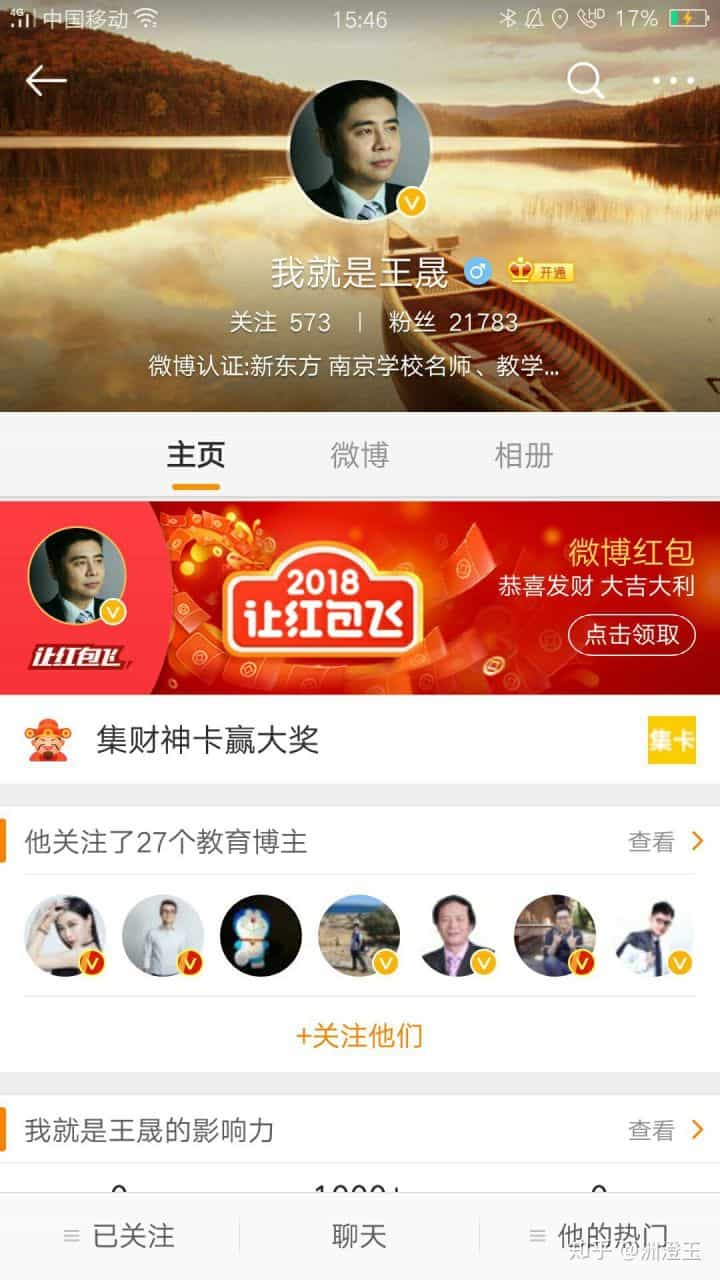 4G 中国移动 15:46 HD 17%
我就是王晟 开通
关注 573 | 粉丝 21783
微博认证:新东方 南京学校名师、教学...
主页 微博 相册
微博红包
2018
恭喜发财 大吉大利
让红包飞
点击领取
让红包飞
集财神卡赢大奖 集卡
他关注了27个教育博主 查看
+关注他们
我就是王晟的影响力 查看
已关注 聊天 他的热门
知乎 @洲澄王